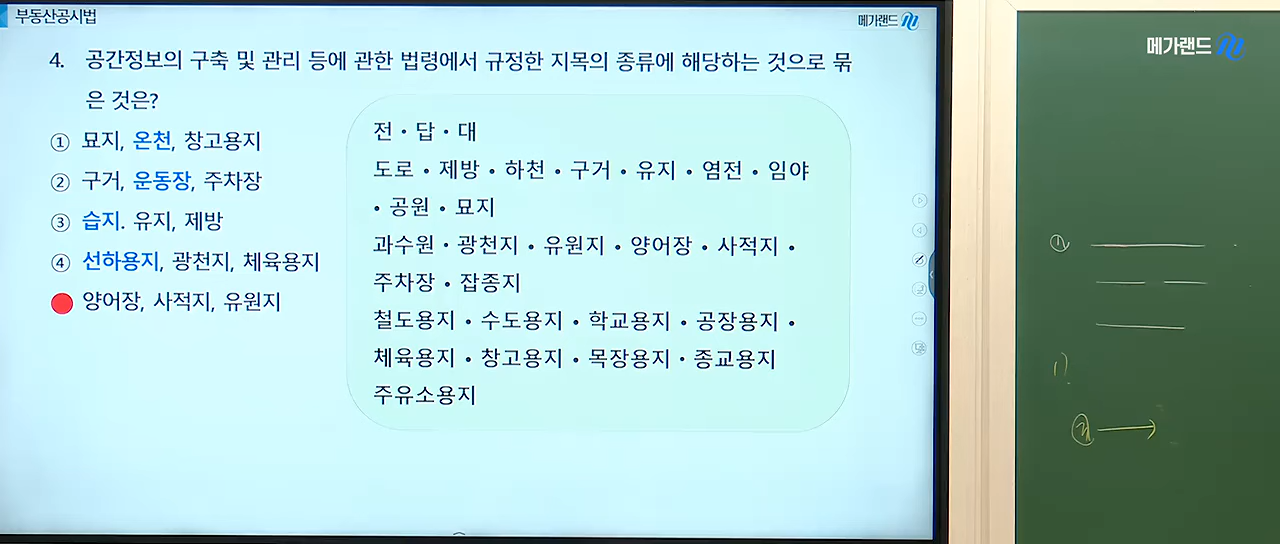 부동산공시법
메가랜드
메가랜드
4. 공간정보의 구축 및 관리 등에 관한 법령에서 규정한 지목의 종류에 해당하는 것으로 묶
은 것은?
① 묘지, 온천, 창고용지
② 구거, 운동장, 주차장
③ 습지. 유지, 제방
④ 선하용지, 광천지, 체육용지
양어장, 사적지, 유원지
전 • 답 • 대
도로 • 제방 • 하천 • 구거 • 유지 • 염전 • 임야
• 공원 • 묘지
과수원 • 광천지 • 유원지 • 양어장 • 사적지 •
주차장 • 잡종지
철도용지 • 수도용지 • 학교용지 • 공장용지 •
체육용지 • 창고용지 • 목장용지 • 종교용지
주유소용지
1)